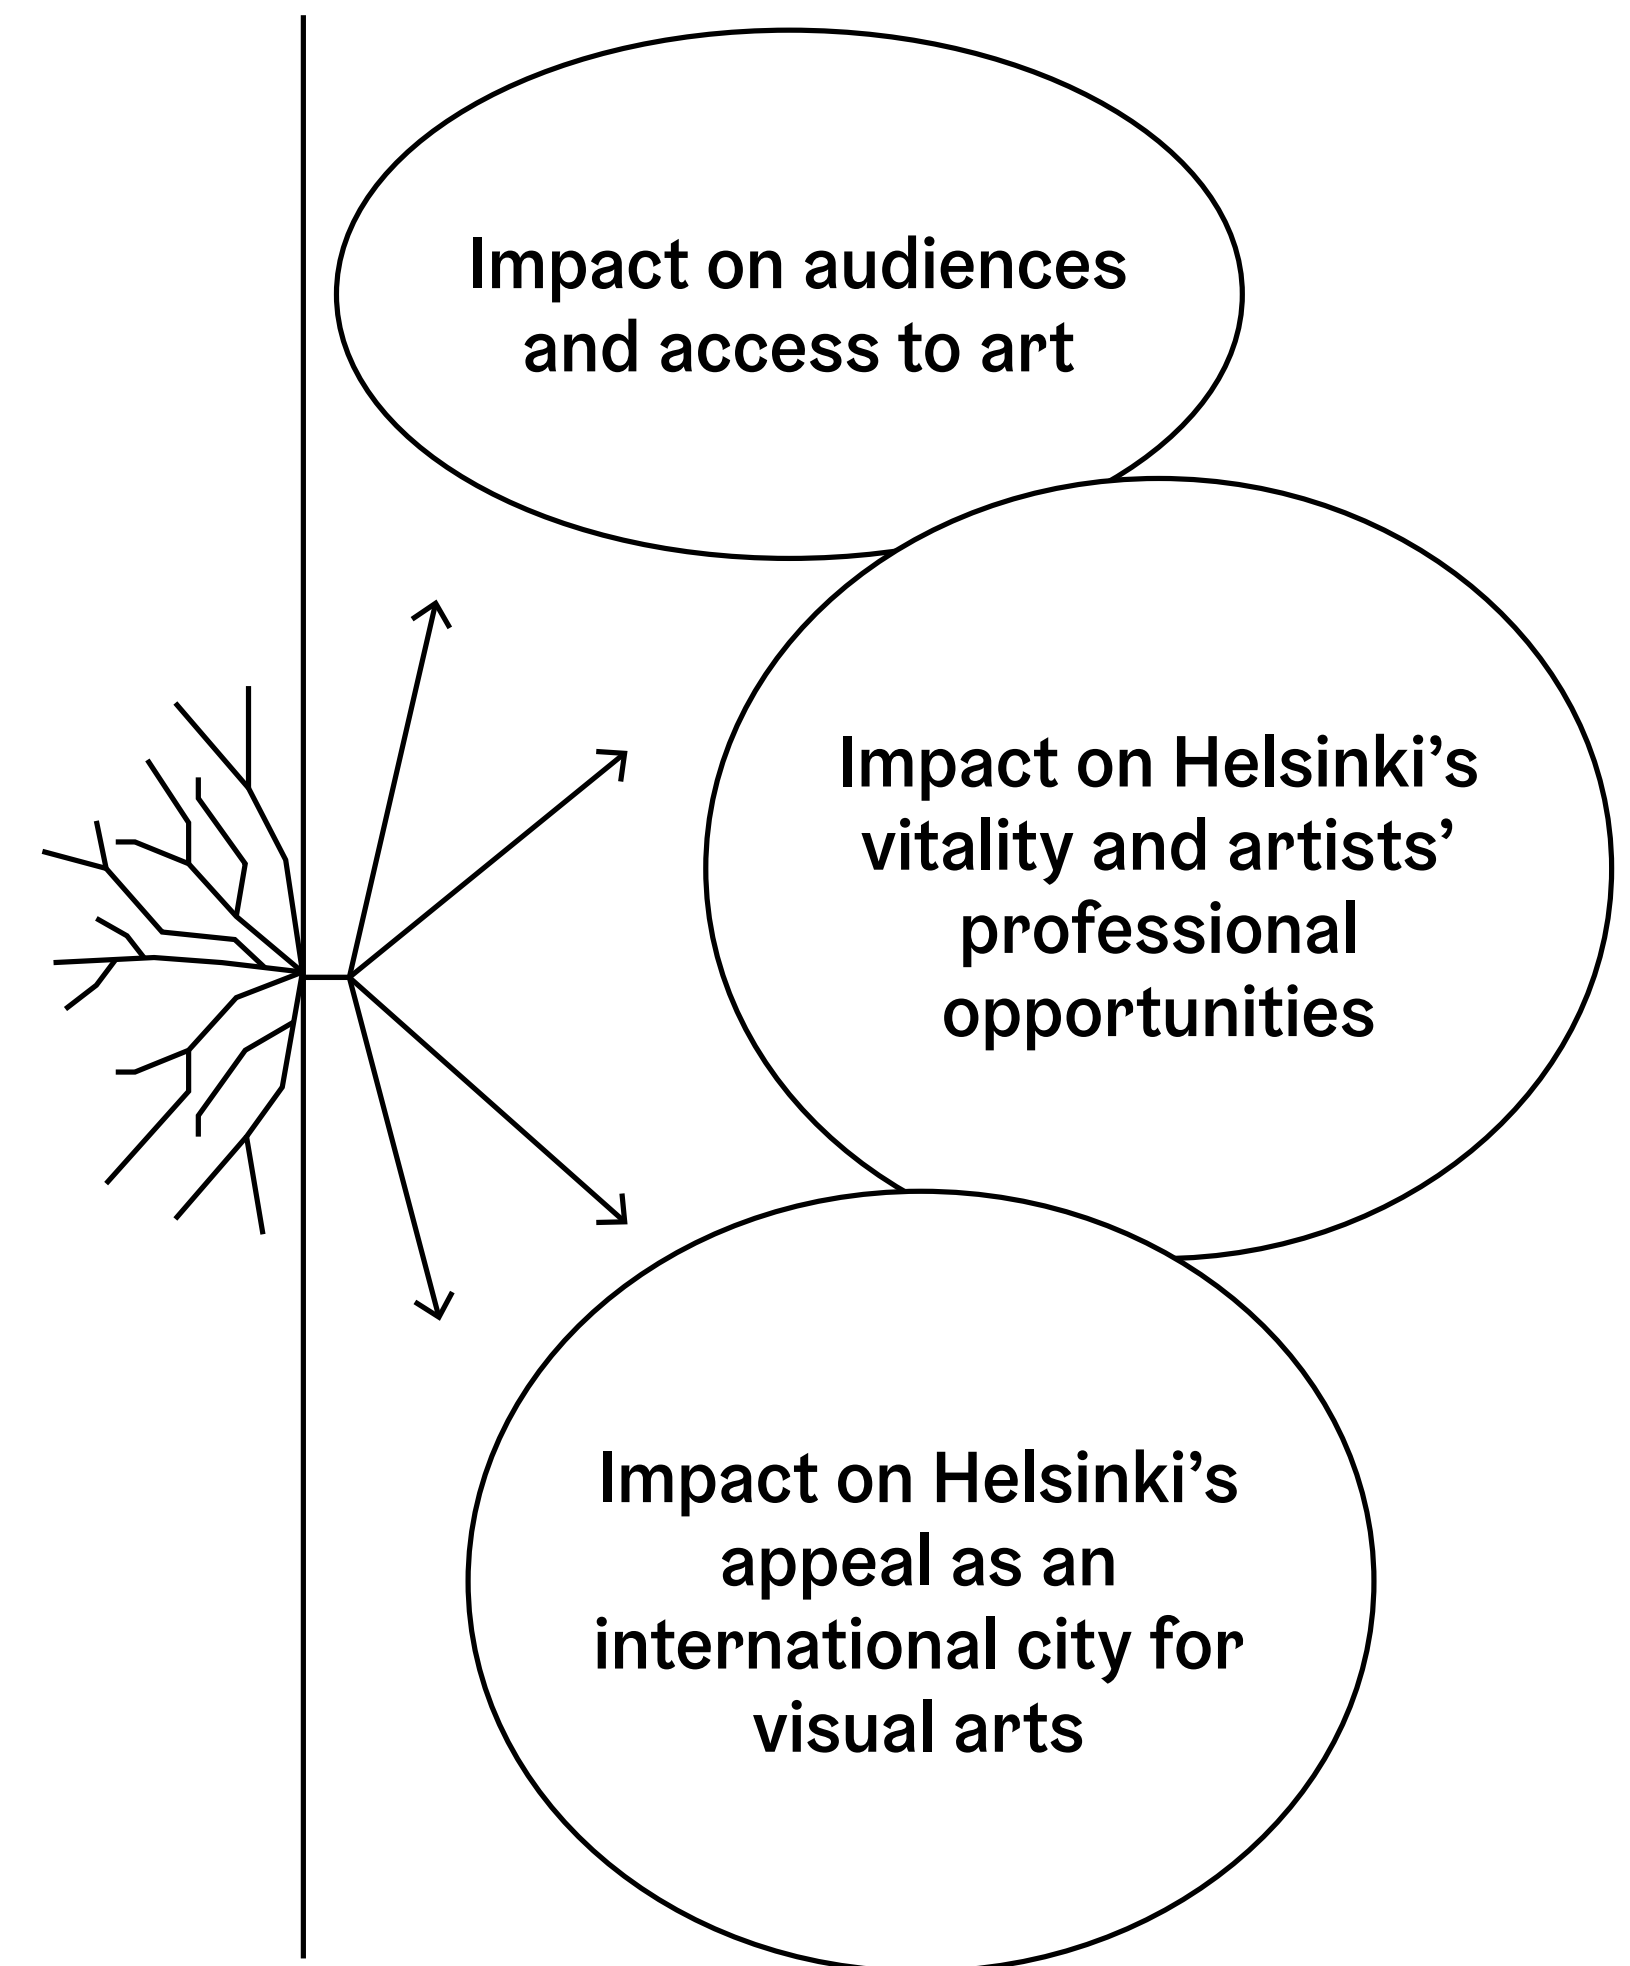 Impact on audiences
and access to art
Impact on Helsinki’s
vitality and artists’
professional
opportunities
Impact on Helsinki’s
appeal as an
international city for
visual arts